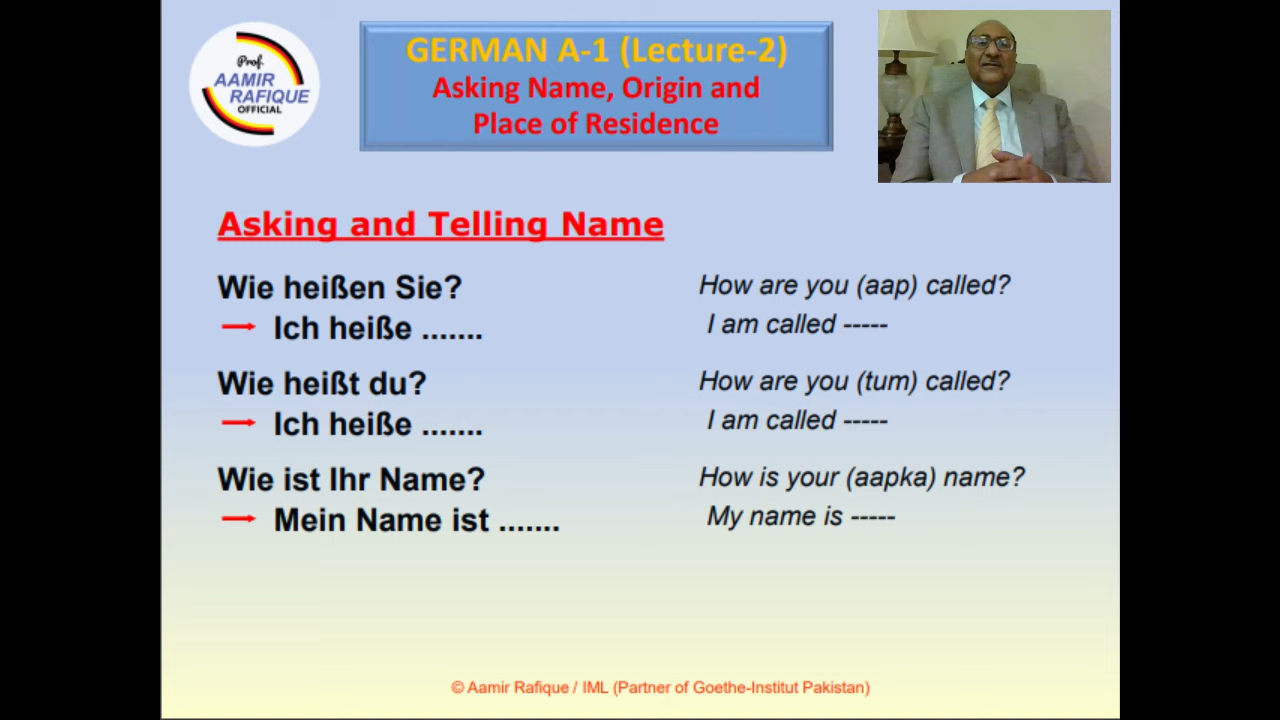 Prof.
AAMIR
RAFIQUE
OFFICIAL
GERMAN A-1 (Lecture-2)
Asking Name, Origin and
Place of Residence
Asking and Telling Name
Wie heißen Sie? How are you (aap) called?
→ Ich heiße ....... I am called -----
Wie heißt du? How are you (tum) called?
→ Ich heiße ....... I am called -----
Wie ist Ihr Name? How is your (aapka) name?
→ Mein Name ist ....... My name is -----
© Aamir Rafique / IML (Partner of Goethe-Institut Pakistan)